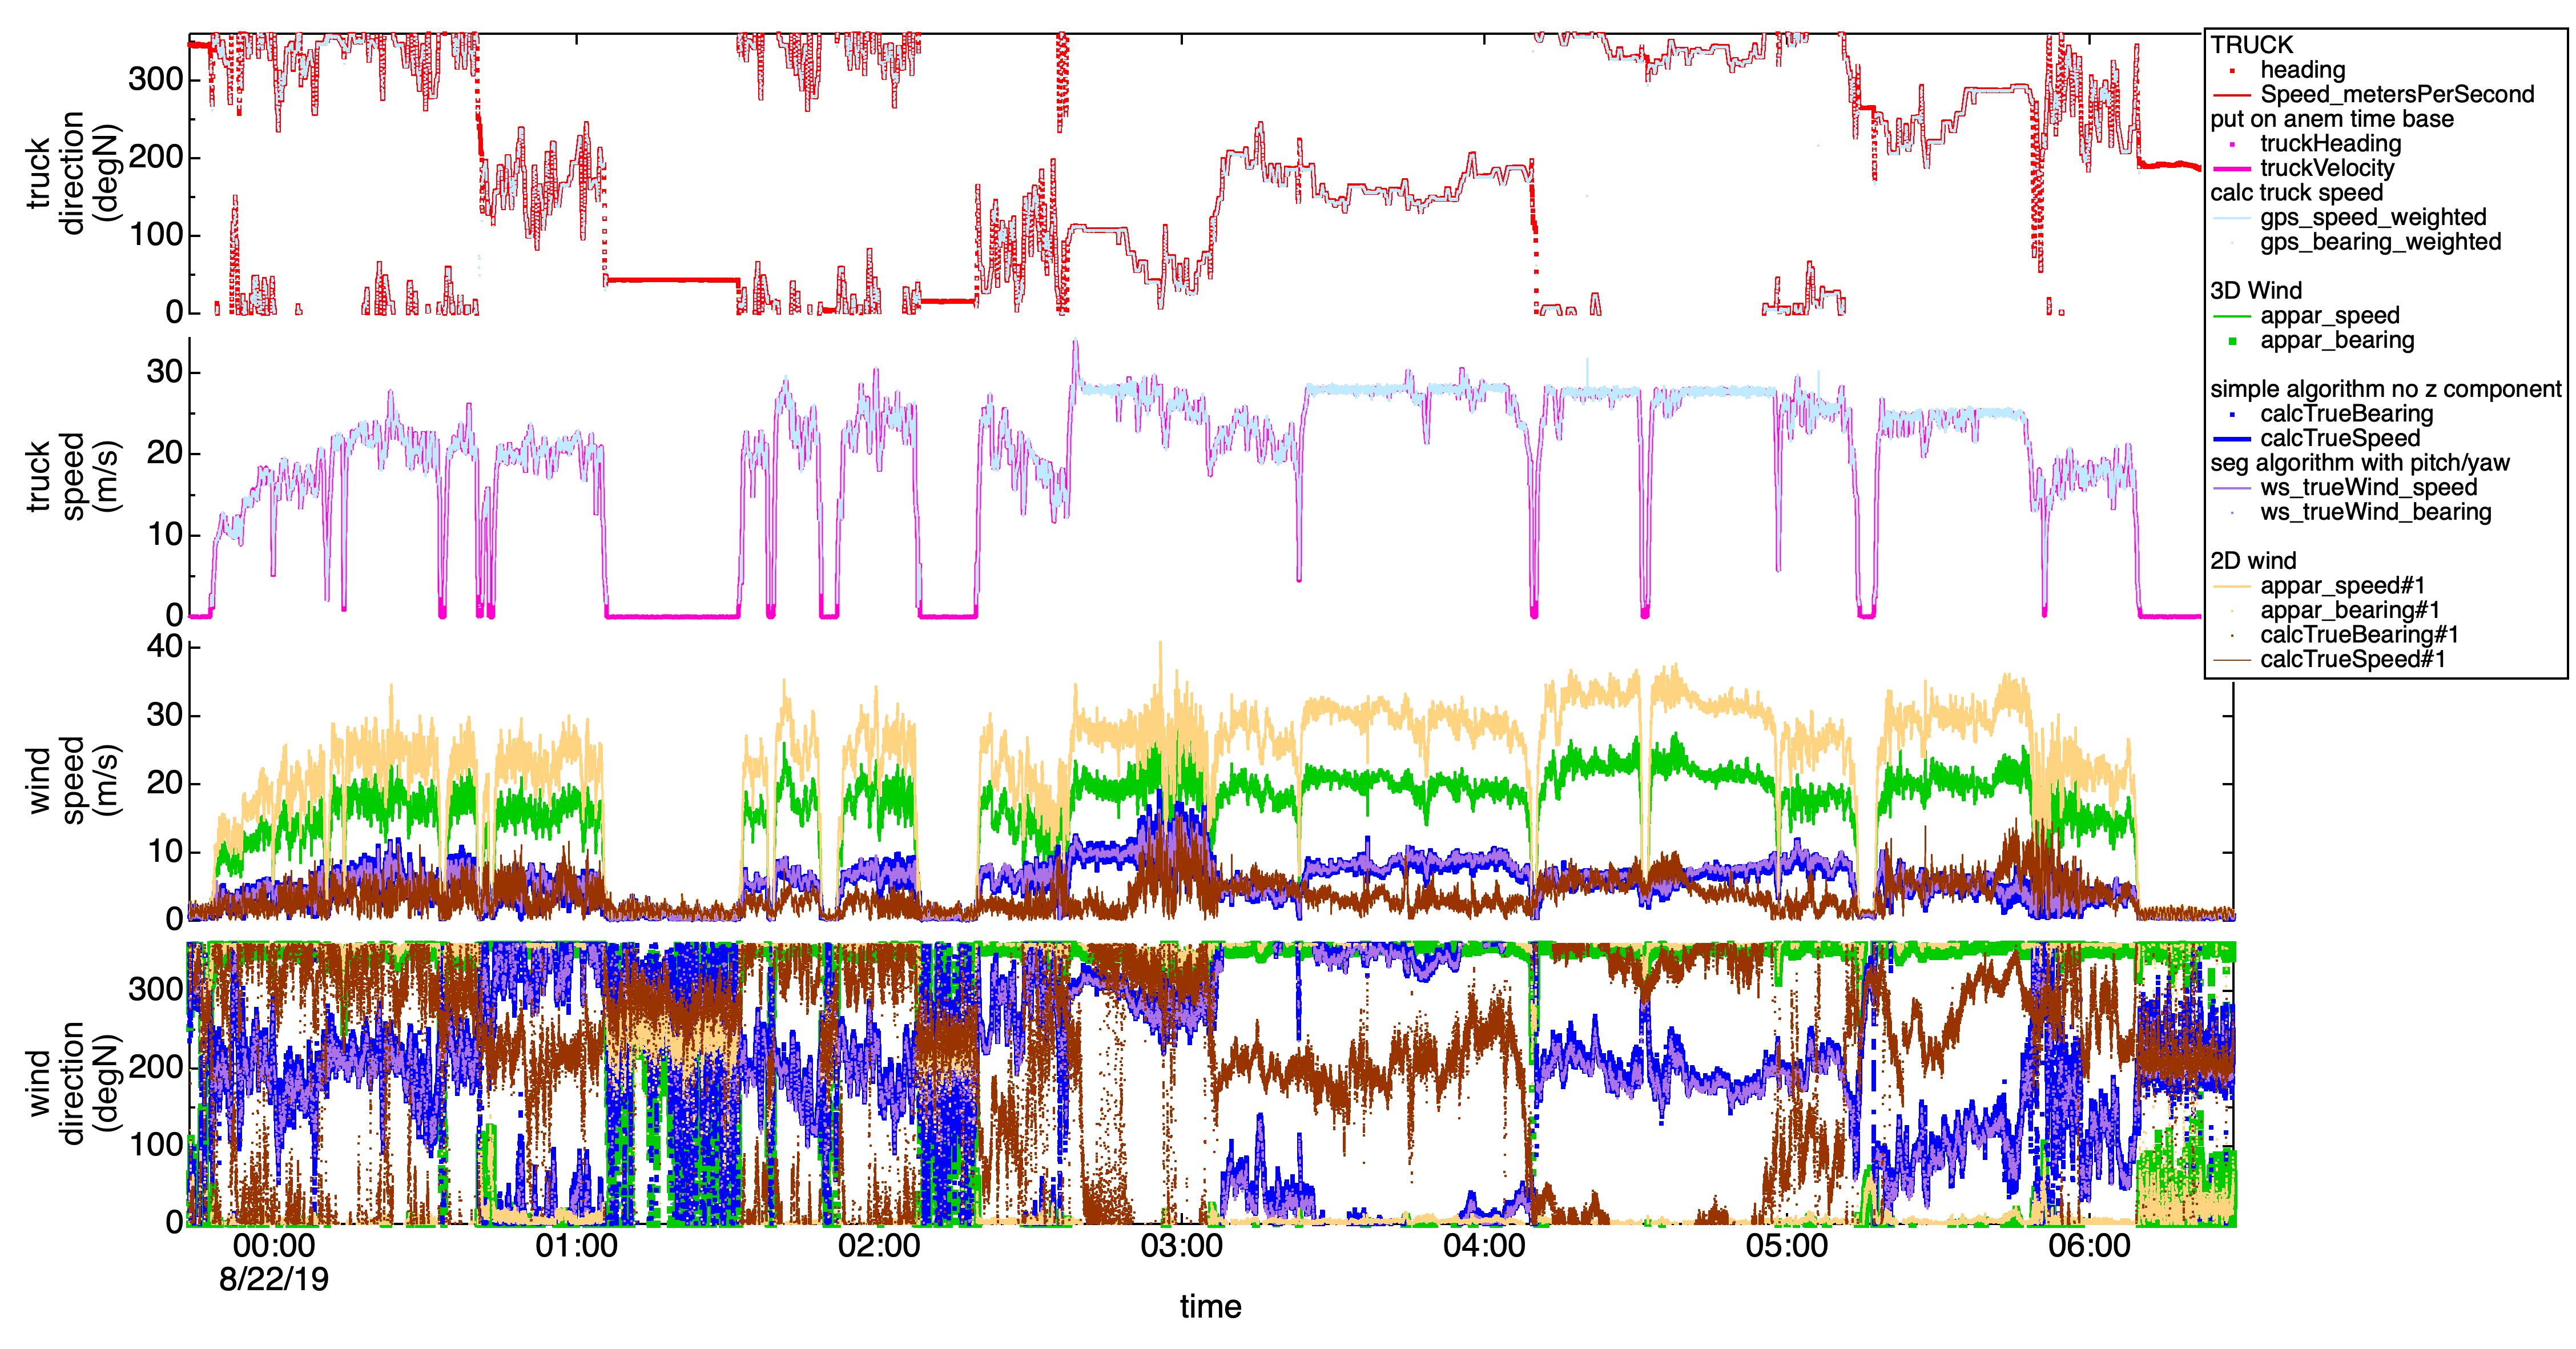 truck
direction
(degN)
300
200
100
0
truck
speed
(m/s)
30
20
10
0
wind
speed
(m/s)
40
30
20
10
0
wind
direction
(degN)
300
200
100
0
00:00 01:00 02:00 03:00 04:00 05:00 06:00
8/22/19
time
TRUCK
heading
Speed_metersPerSecond
put on anem time base
truckHeading
truckVelocity
calc truck speed
gps_speed_weighted
gps_bearing_weighted
3D Wind
appar_speed
appar_bearing
simple algorithm no z component
calcTrueBearing
calcTrueSpeed
seg algorithm with pitch/yaw
ws_trueWind_speed
ws_trueWind_bearing
2D wind
appar_speed#1
appar_bearing#1
calcTrueBearing#1
calcTrueSpeed#1